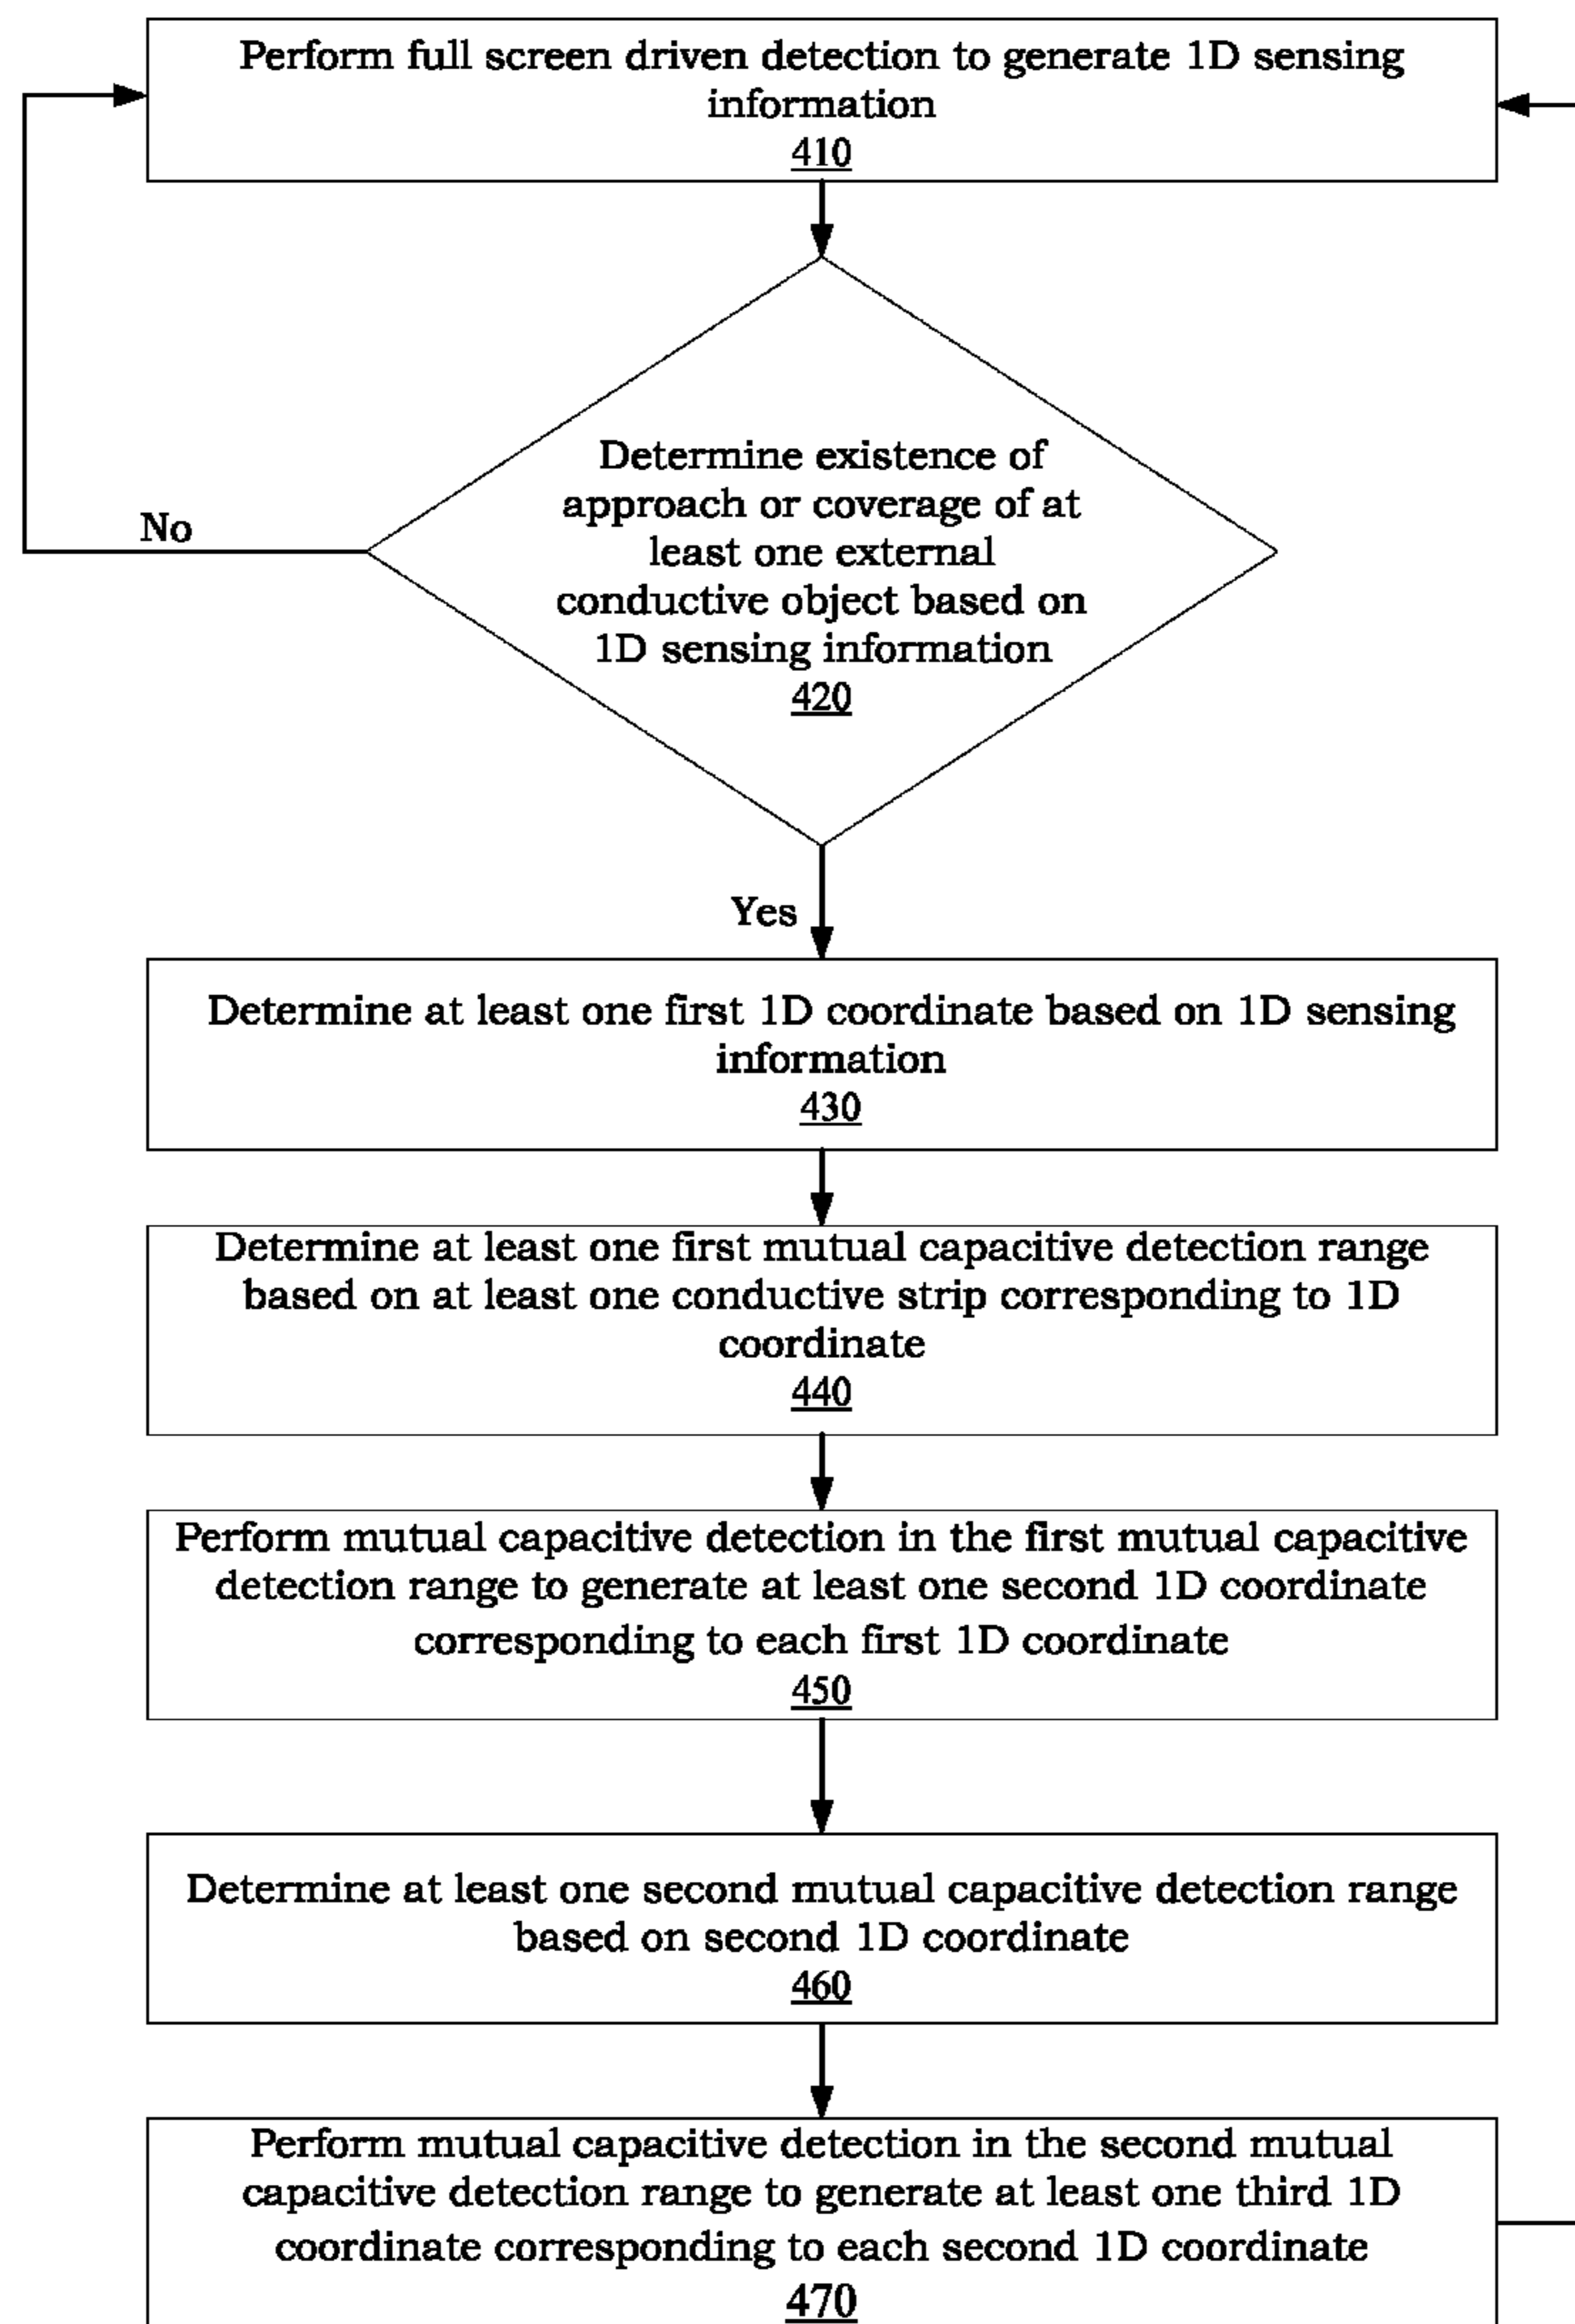 Perform full screen driven detection to generate 1D sensing
information
410
Determine existence of
approach or coverage of at
least one external
conductive object based on
1D sensing information
420
No
Yes
Determine at least one first 1D coordinate based on 1D sensing
information
430
Determine at least one first mutual capacitive detection range
based on at least one conductive strip corresponding to 1D
coordinate
440
Perform mutual capacitive detection in the first mutual capacitive
detection range to generate at least one second 1D coordinate
corresponding to each first 1D coordinate
450
Determine at least one second mutual capacitive detection range
based on second 1D coordinate
460
Perform mutual capacitive detection in the second mutual
capacitive detection range to generate at least one third 1D
coordinate corresponding to each second 1D coordinate
470